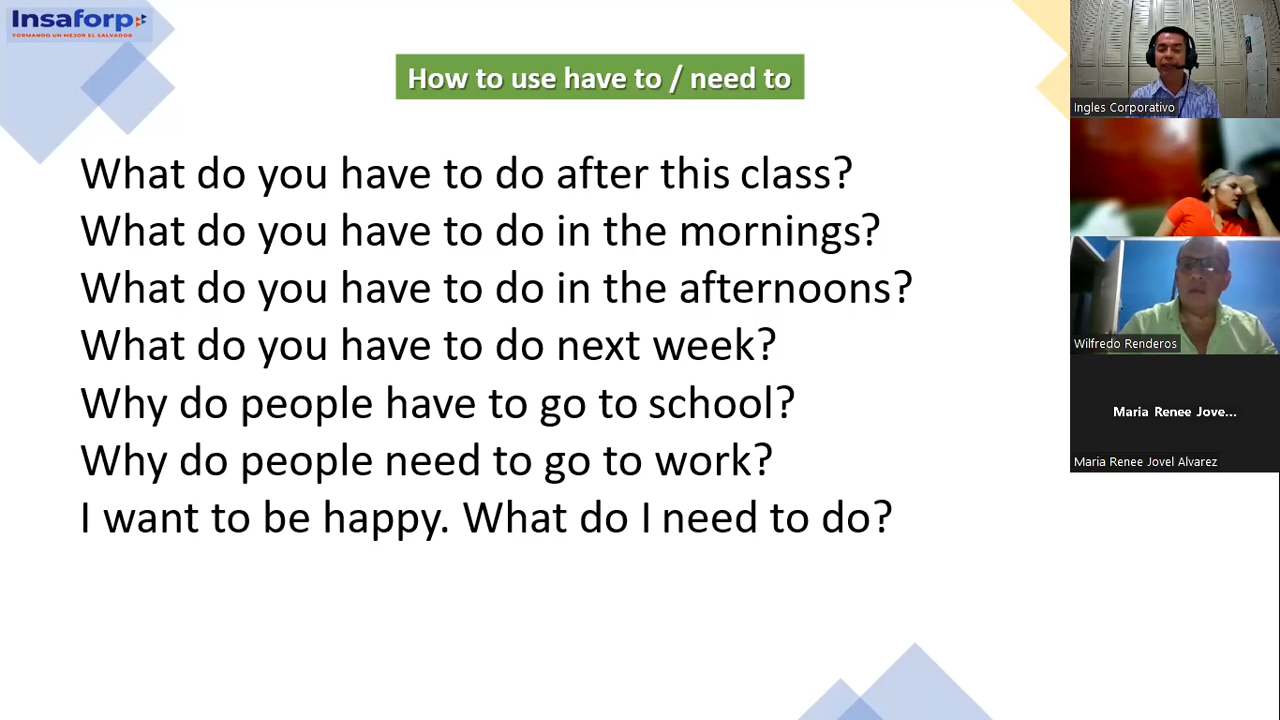 Insaforp
FORMANDO UN MEJOR EL SALVADOR
How to use have to / need to
What do you have to do after this class?
What do you have to do in the mornings?
What do you have to do in the afternoons?
What do you have to do next week?
Why do people have to go to school?
Why do people need to go to work?
I want to be happy. What do I need to do?
Ingles Corporativo
Wilfredo Renderos
Maria Renee Jove...
Maria Renee Jovel Alvarez